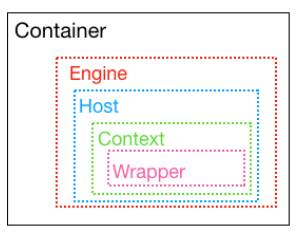 Container
Engine
Host
Context
Wrapper